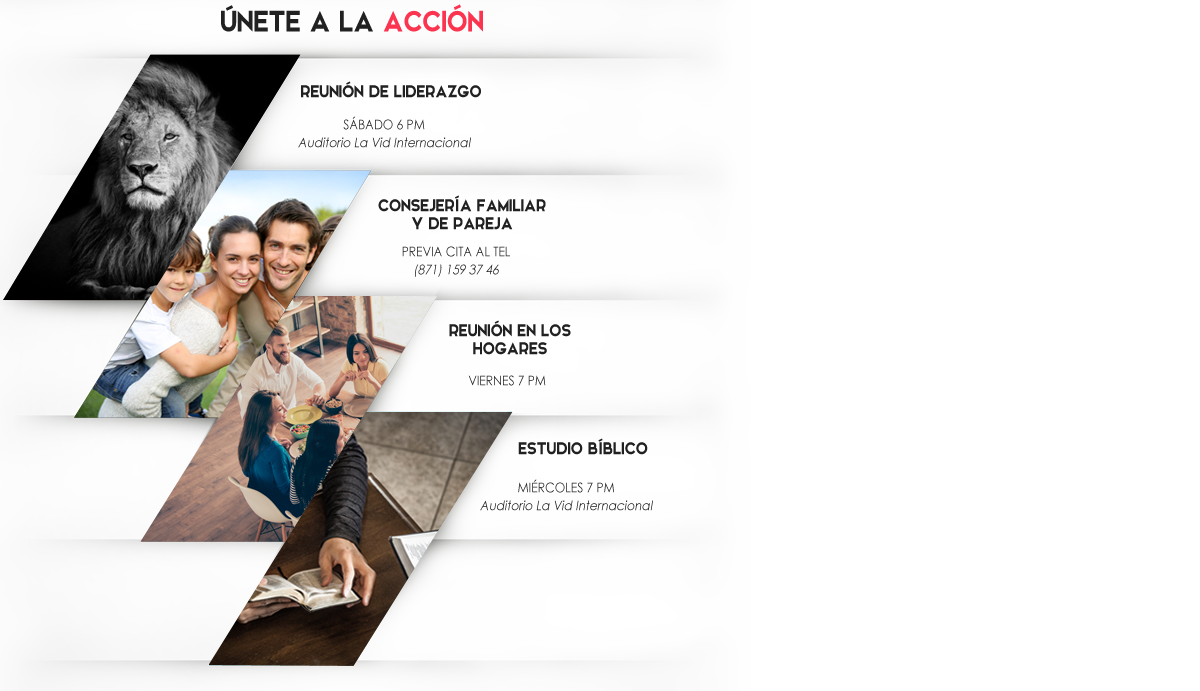 ÚNETE A LA ACCIÓN
REUNIÓN DE LIDERAZGO
SÁBADO 6 PM
Auditorio La Vid Internacional
CONSEJERÍA FAMILIAR
Y DE PAREJA
PREVIA CITA AL TEL
(871) 159 37 46
REUNIÓN EN LOS
HOGARES
VIERNES 7 PM
ESTUDIO BÍBLICO
MIÉRCOLES 7 PM
Auditorio La Vid Internacional